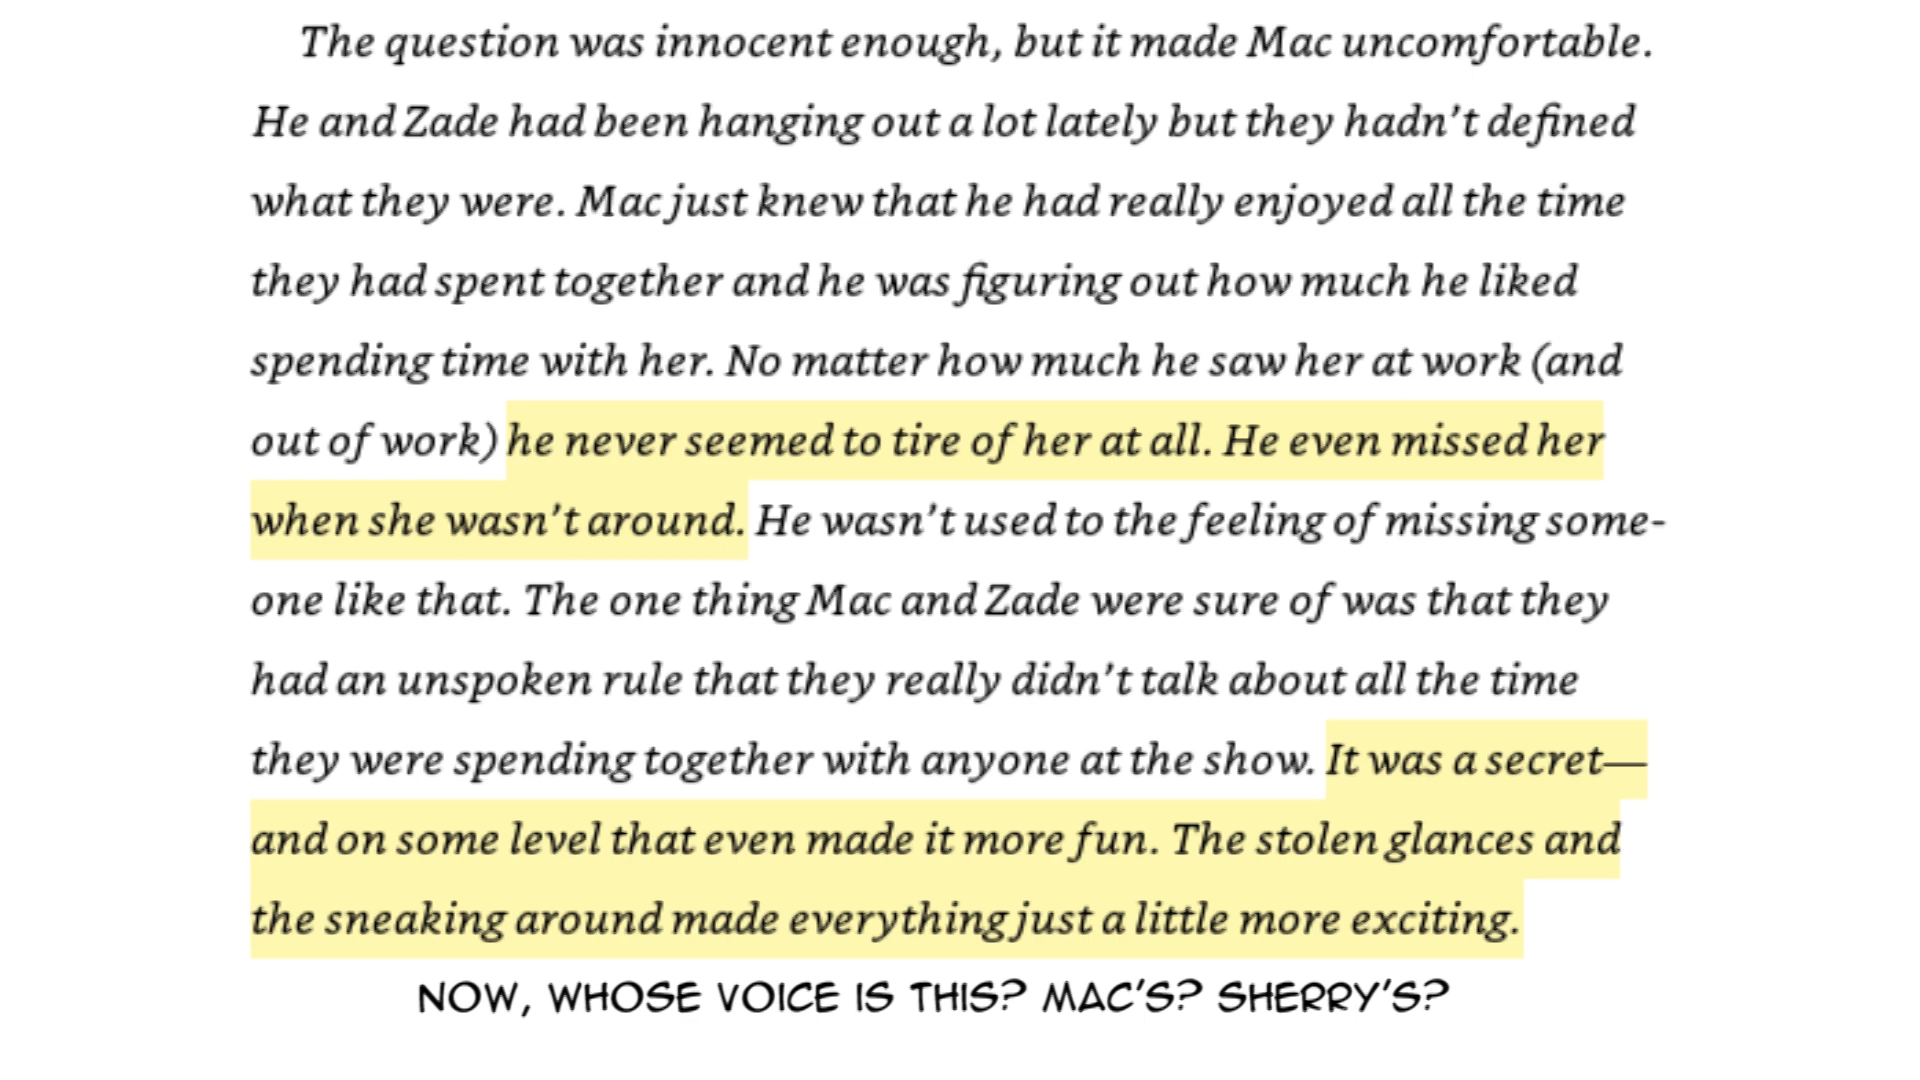 The question was innocent enough, but it made Mac uncomfortable.
He and Zade had been hanging out a lot lately but they hadn’t defined
what they were. Mac just knew that he had really enjoyed all the time
they had spent together and he was figuring out how much he liked
spending time with her. No matter how much he saw her at work (and
out of work) he never seemed to tire of her at all. He even missed her
when she wasn’t around. He wasn’t used to the feeling of missing some-
one like that. The one thing Mac and Zade were sure of was that they
had an unspoken rule that they really didn’t talk about all the time
they were spending together with anyone at the show. It was a secret—
and on some level that even made it more fun. The stolen glances and
the sneaking around made everything just a little more exciting.
NOW, WHOSE VOICE IS THIS? MAC’S? SHERRY’S?